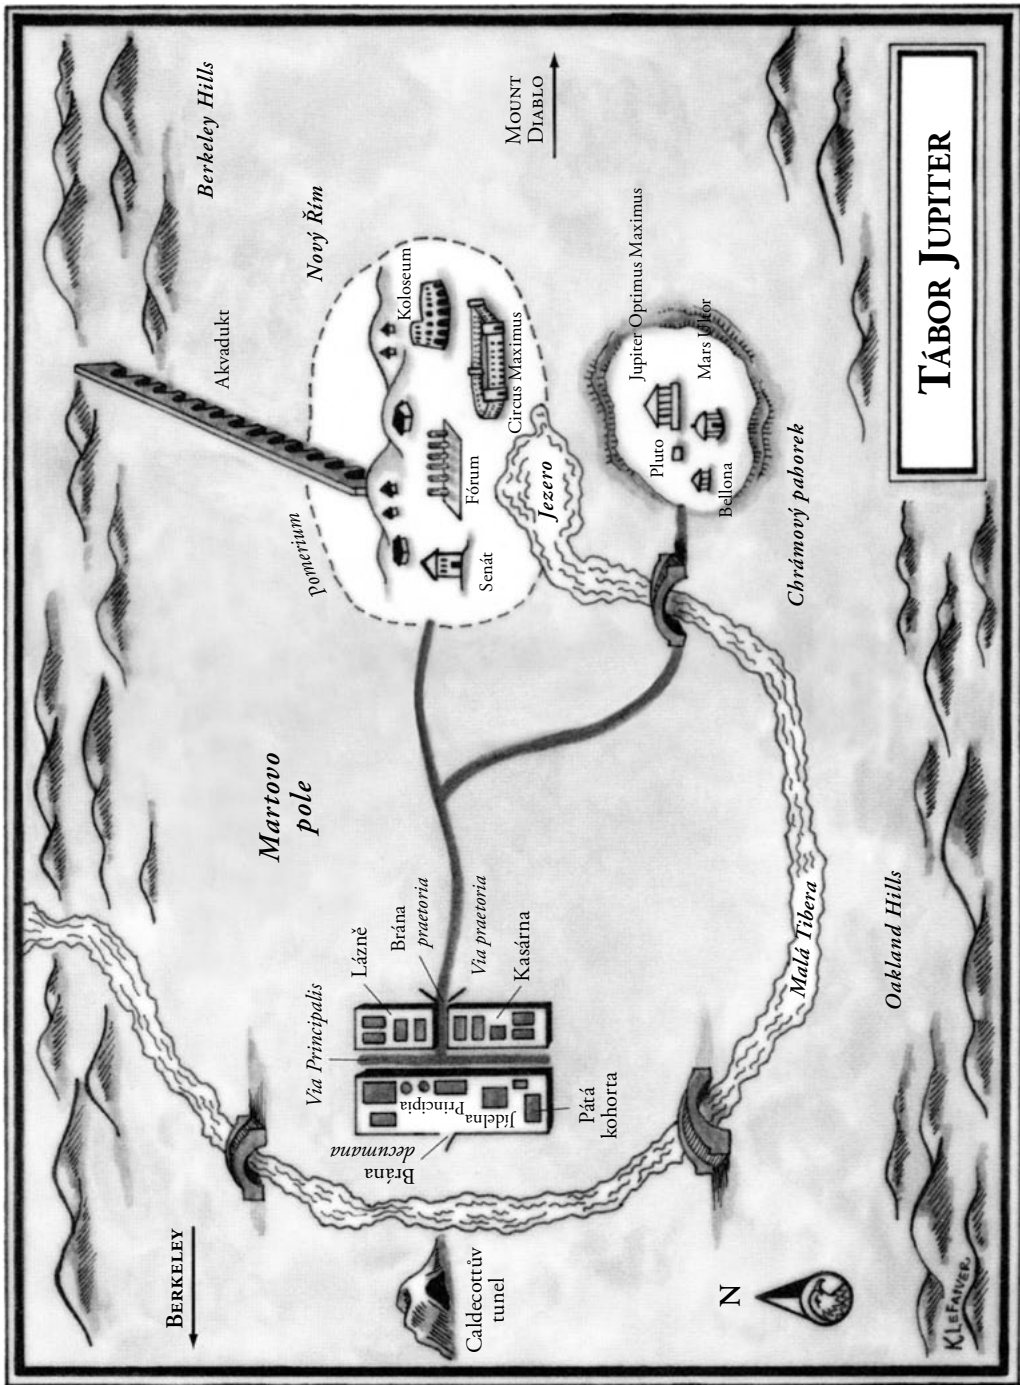 Berkeley Hills
Mount
Diablo
Akvadukt
Nový Řím
pomerium
Koloseum
Circus Maximus
Fórum
Senát
Jezero
Jupiter Optimus Maximus
Mars Ultor
Pluto
Bellona
Chrámový pahorek
Martovo
pole
Via Principalis
Lázně
Brána
praetoria
Via praetoria
Kasárna
Principia
Jídelna
Pátá
kohorta
Brána
decumana
Malá Tibera
Oakland Hills
Berkeley
Caldecottův
tunel
N
K. LEFAIVER.
Tábor Jupiter